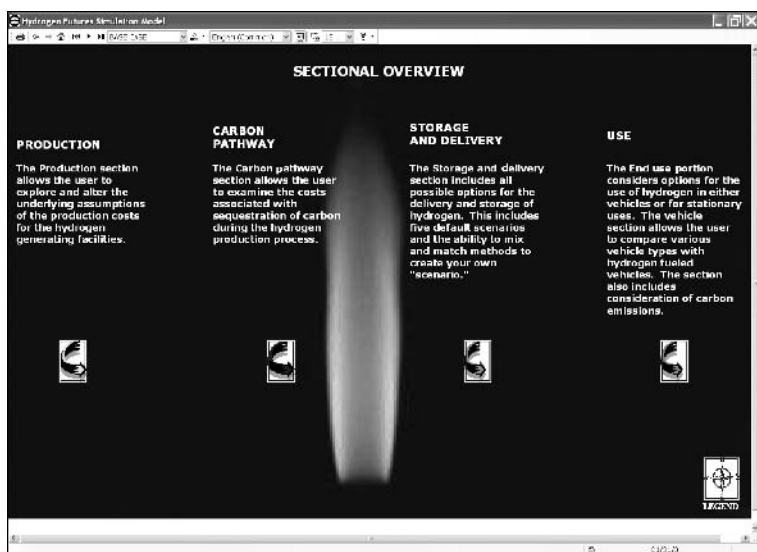 Hydrogen Futures Simulation Model
BASE CASE
English (Common)
SECTIONAL OVERVIEW
PRODUCTION
The Production section
allows the user to
explore and alter the
underlying assumptions
of the production costs
for the hydrogen
generating facilities.
CARBON
PATHWAY
The Carbon pathway
section allows the user
to examine the costs
associated with
sequestration of carbon
during the hydrogen
production process.
STORAGE
AND DELIVERY
The Storage and delivery
section includes all
possible options for the
delivery and storage of
hydrogen. This includes
five default scenarios
and the ability to mix
and match methods to
create your own
"scenario."
USE
The End use portion
considers options for the
use of hydrogen in either
vehicles or for stationary
uses. The vehicle
section allows the user
to compare various
vehicle types with
hydrogen fueled
vehicles. The section
also includes
consideration of carbon
emissions.
LEGEND